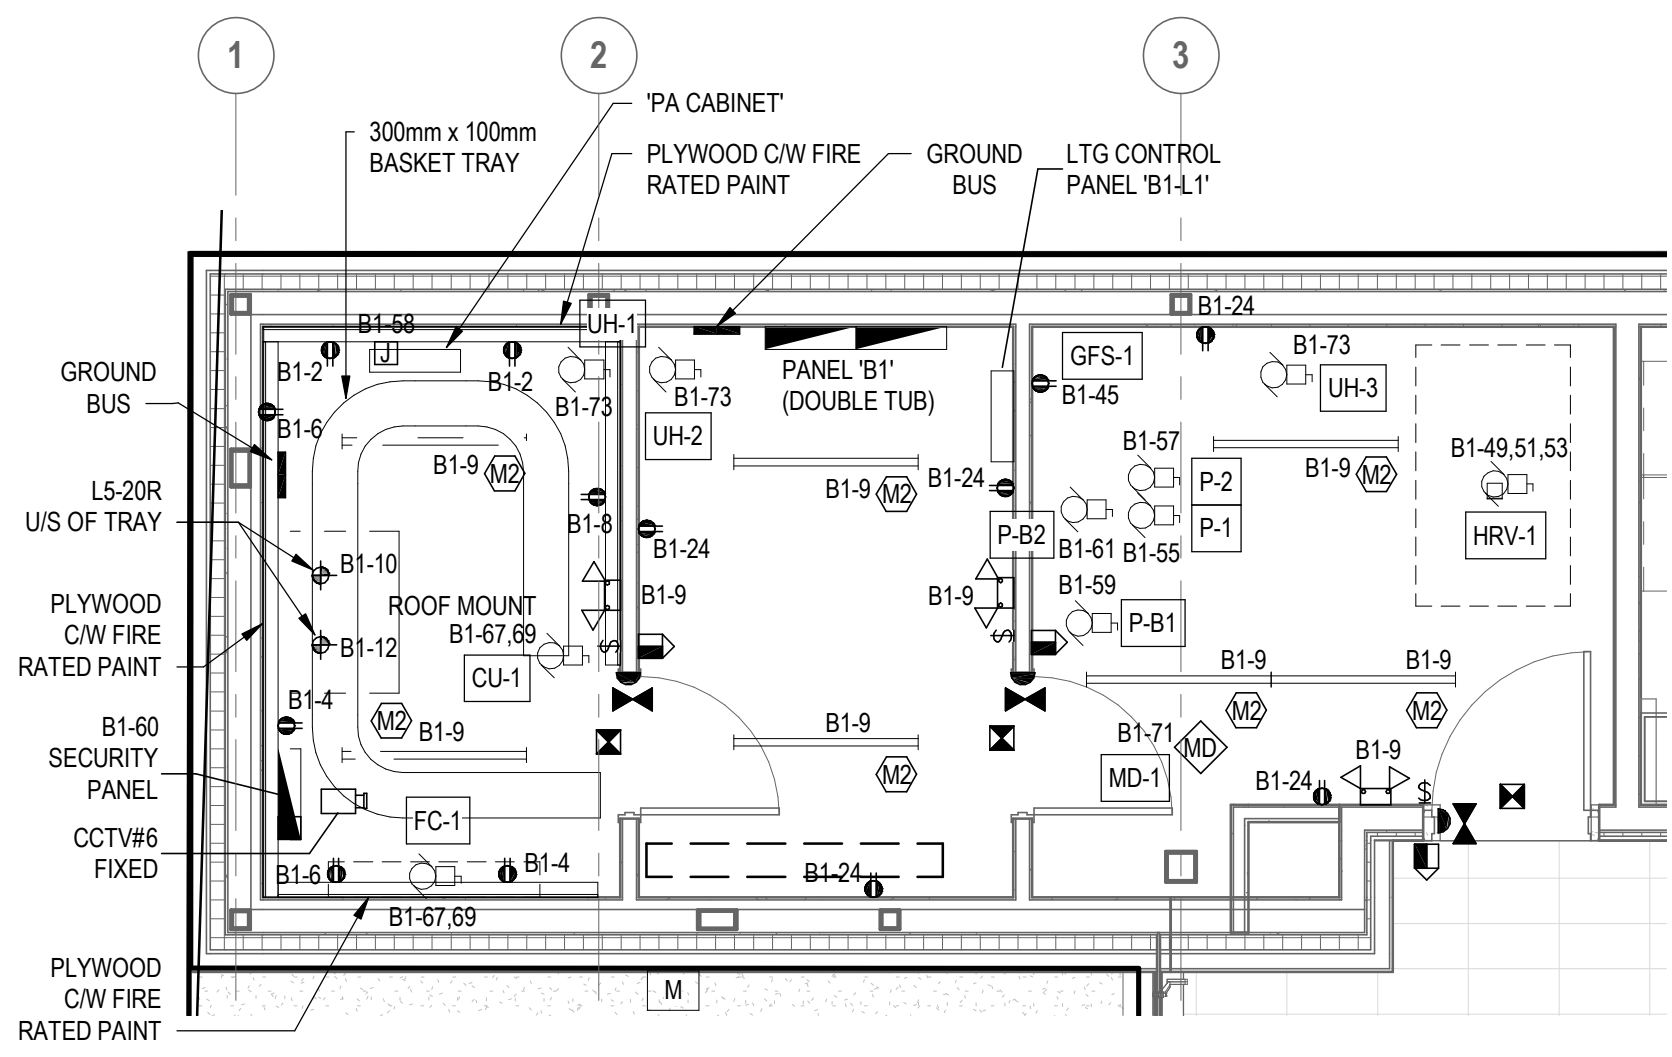 1
2
3
'PA CABINET'
300mm x 100mm
BASKET TRAY
PLYWOOD C/W FIRE
RATED PAINT
GROUND
BUS
LTG CONTROL
PANEL 'B1-L1'
UH-1
B1-58
J
B1-24
GROUND
BUS
B1-2
B1-2
B1-73
B1-73
PANEL 'B1'
(DOUBLE TUB)
GFS-1
B1-45
B1-73
UH-3
B1-6
UH-2
B1-9
M2
B1-9
M2
B1-24
B1-57
P-2
B1-9
M2
B1-49,51,53
HRV-1
L5-20R
U/S OF TRAY
B1-8
B1-24
P-B2
B1-61
B1-55
P-1
B1-10
B1-59
P-B1
PLYWOOD
C/W FIRE
RATED PAINT
ROOF MOUNT
B1-67,69
B1-9
B1-9
B1-12
CU-1
$
$
B1-9
B1-9
B1-4
M2
B1-9
B1-9
M2
M2
B1-60
SECURITY
PANEL
B1-71
MD
MD-1
M2
B1-9
B1-24
$
CCTV#6
FIXED
FC-1
B1-6
B1-4
B1-24
B1-67,69
PLYWOOD
C/W FIRE
RATED PAINT
M